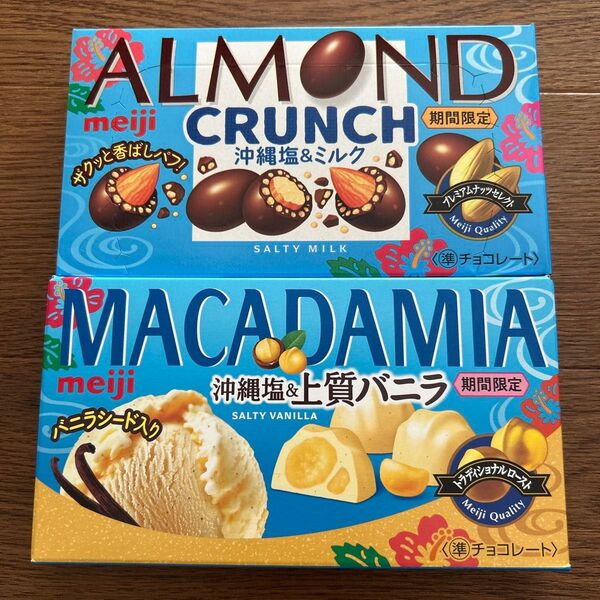 ALMOND
meiji
CRUNCH
期間限定
沖縄塩&ミルク
ザクッと香ばしパフ!
プレミアムナッツセレクト
Meiji Quality
SALTY MILK
〈準チョコレート〉
MACADAMIA
meiji
沖縄塩&上質バニラ
期間限定
SALTY VANILLA
バニラシード入り
トラディショナルロースト
Meiji Quality
〈準チョコレート〉